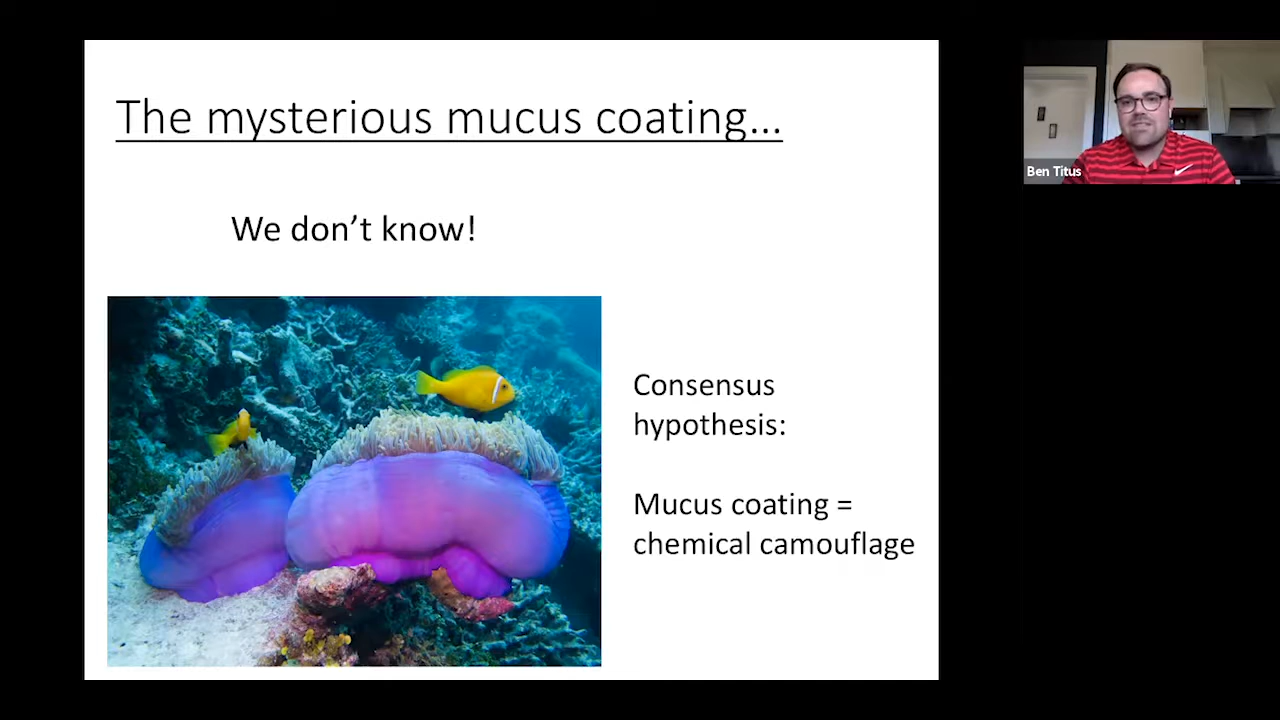 The mysterious mucus coating...
We don’t know!
Consensus
hypothesis:
Mucus coating =
chemical camouflage
Ben Titus